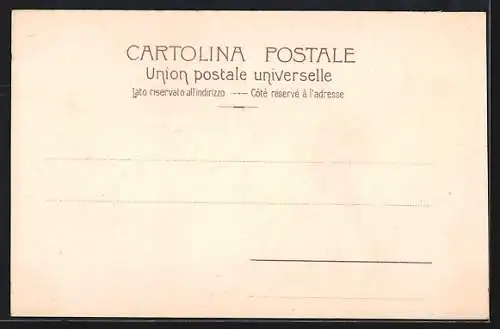 CARTOLINA POSTALE
Union postale universelle
lato riservato all'indirizzo ---- Côté réservé à l'adresse